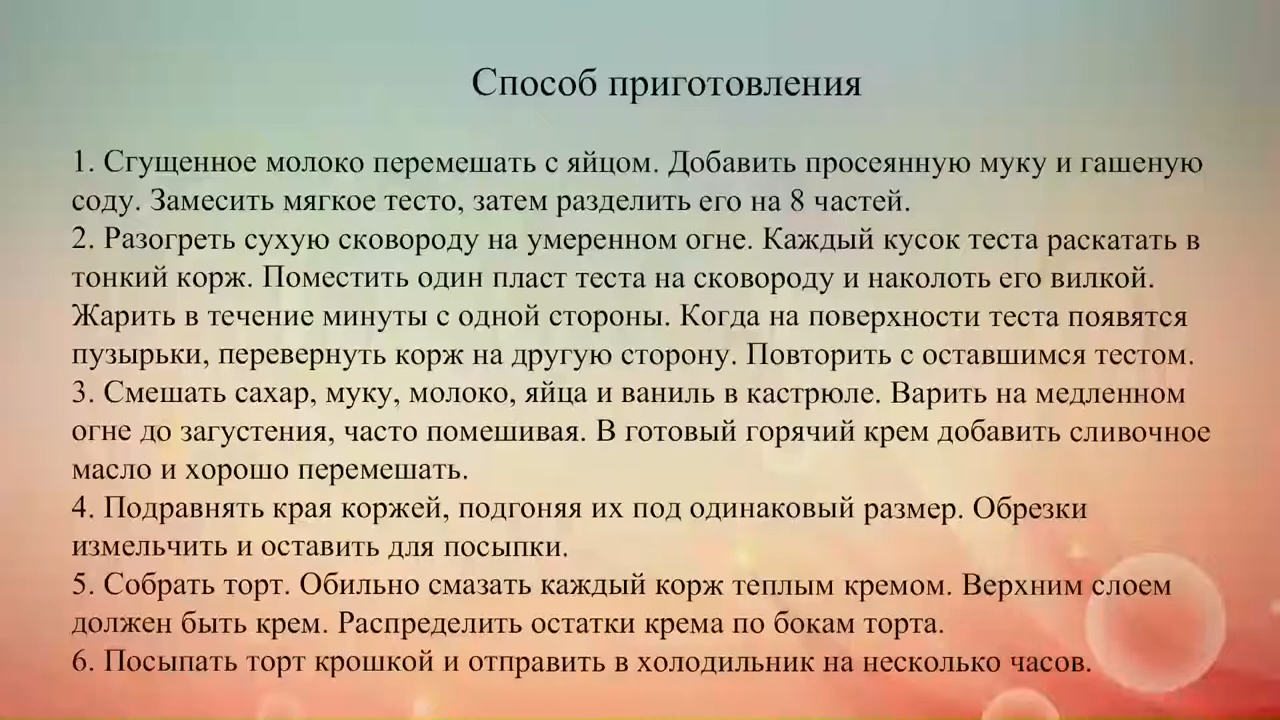 Способ приготовления
1. Сгущенное молоко перемешать с яйцом. Добавить просеянную муку и гашеную
соду. Замесить мягкое тесто, затем разделить его на 8 частей.
2. Разогреть сухую сковороду на умеренном огне. Каждый кусок теста раскатать в
тонкий корж. Поместить один пласт теста на сковороду и наколоть его вилкой.
Жарить в течение минуты с одной стороны. Когда на поверхности теста появятся
пузырьки, перевернуть корж на другую сторону. Повторить с оставшимся тестом.
3. Смешать сахар, муку, молоко, яйца и ваниль в кастрюле. Варить на медленном
огне до загустения, часто помешивая. В готовый горячий крем добавить сливочное
масло и хорошо перемешать.
4. Подравнять края коржей, подгоняя их под одинаковый размер. Обрезки
измельчить и оставить для посыпки.
5. Собрать торт. Обильно смазать каждый корж теплым кремом. Верхним слоем
должен быть крем. Распределить остатки крема по бокам торта.
6. Посыпать торт крошкой и отправить в холодильник на несколько часов.